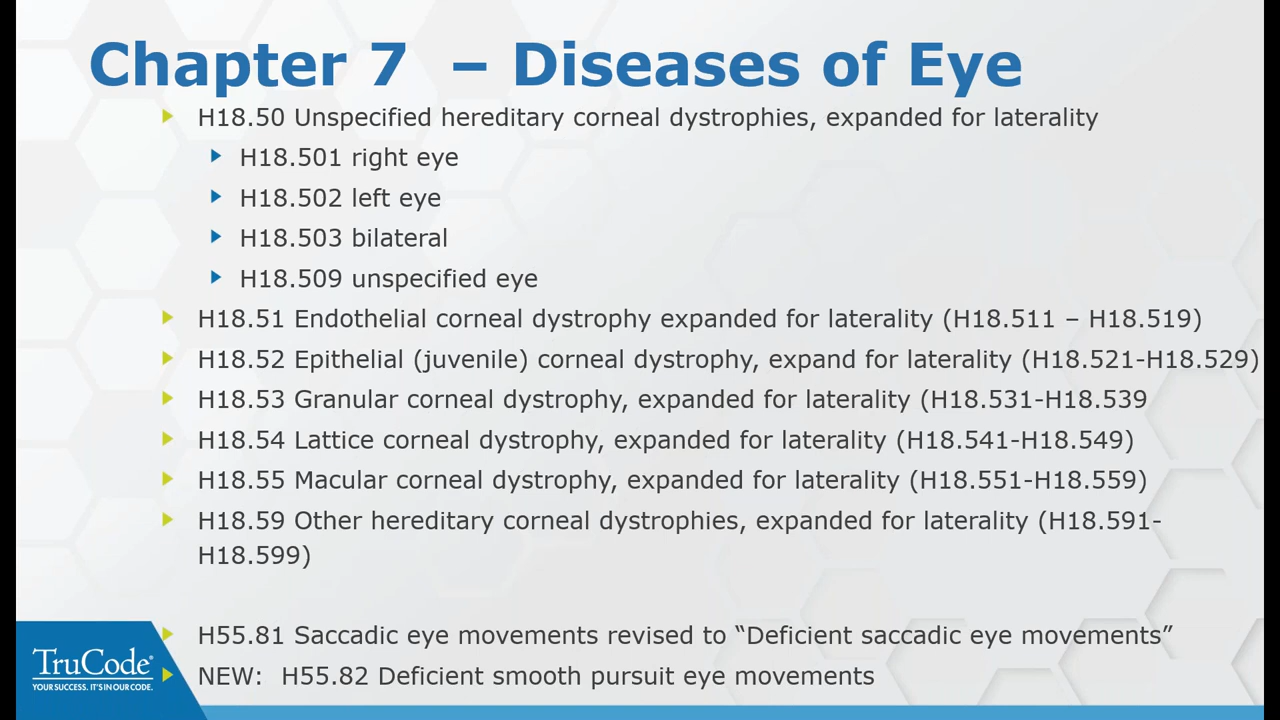 Chapter 7 – Diseases of Eye
H18.50 Unspecified hereditary corneal dystrophies, expanded for laterality
H18.501 right eye
H18.502 left eye
H18.503 bilateral
H18.509 unspecified eye
H18.51 Endothelial corneal dystrophy expanded for laterality (H18.511 – H18.519)
H18.52 Epithelial (juvenile) corneal dystrophy, expand for laterality (H18.521-H18.529)
H18.53 Granular corneal dystrophy, expanded for laterality (H18.531-H18.539
H18.54 Lattice corneal dystrophy, expanded for laterality (H18.541-H18.549)
H18.55 Macular corneal dystrophy, expanded for laterality (H18.551-H18.559)
H18.59 Other hereditary corneal dystrophies, expanded for laterality (H18.591-
H18.599)
H55.81 Saccadic eye movements revised to “Deficient saccadic eye movements”
NEW: H55.82 Deficient smooth pursuit eye movements
TruCode®
YOUR SUCCESS. IT'S IN OUR CODE.